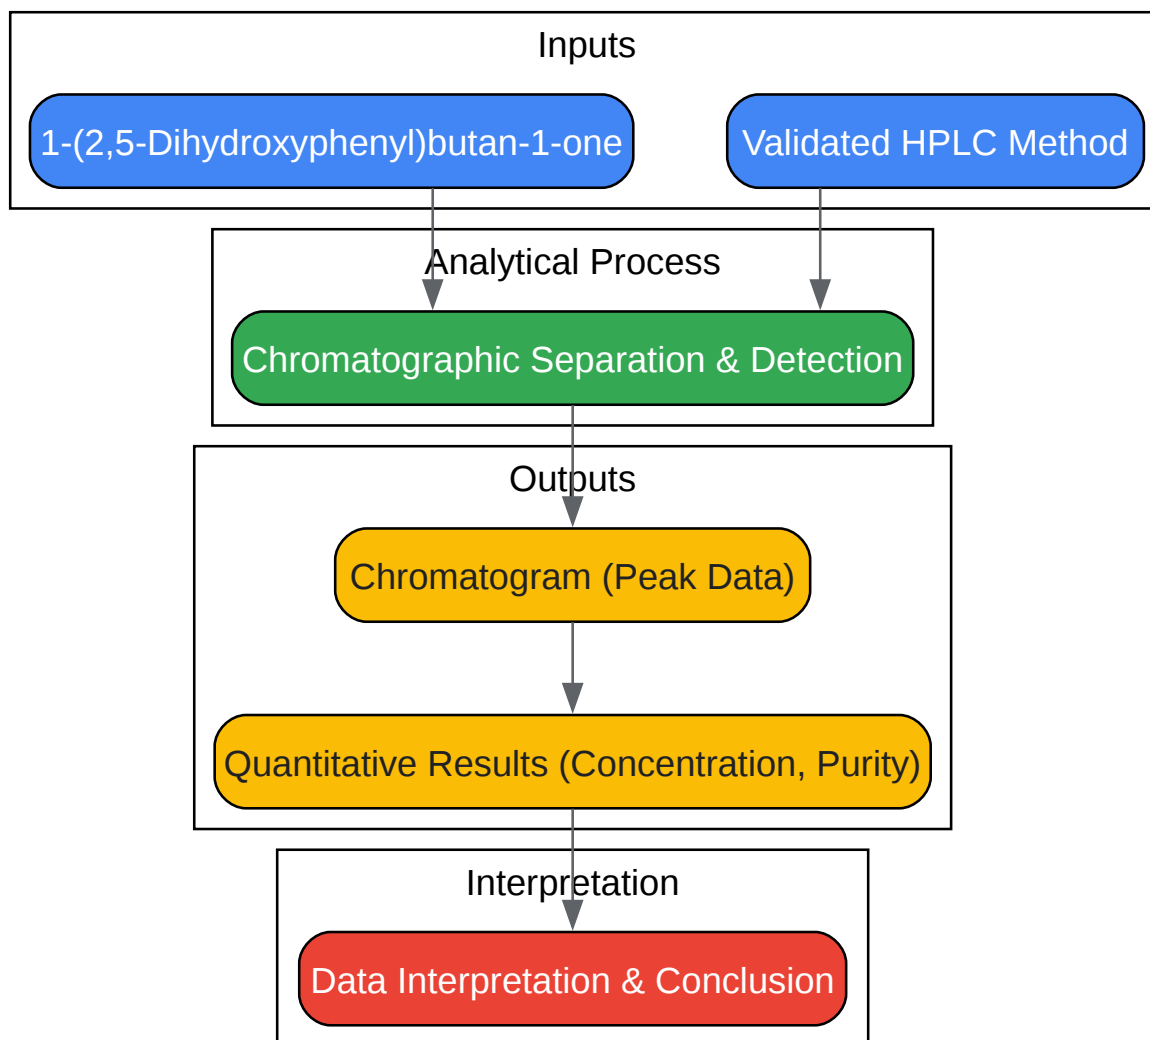 Inputs
1-(2,5-Dihydroxyphenyl)butan-1-one
Validated HPLC Method
Analytical Process
Chromatographic Separation & Detection
Outputs
Chromatogram (Peak Data)
Quantitative Results (Concentration, Purity)
Interpretation
Data Interpretation & Conclusion